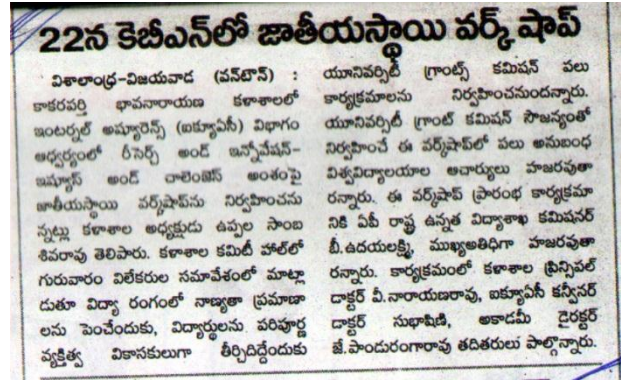 22న కెబీఎన్‌లో జాతీయస్థాయి వర్క్ షాప్
విశాలాంధ్ర-విజయవాడ (వన్‌టౌన్) :
కాకరపర్తి భావనారాయణ కళాశాలలో
ఇంటర్నల్ అష్యూరెన్స్ (ఐక్యూఏసీ) విభాగం
ఆధ్వర్యంలో రీసెర్చ్ అండ్ ఇన్నోవేషన్-
ఇష్యూస్ అండ్ చాలెంజెస్ అంశంపై
జాతీయస్థాయి వర్క్‌షాప్‌ను నిర్వహించను
న్నట్లు కళాశాల అధ్యక్షుడు ఉప్పల సాంబ
శివరావు తెలిపారు. కళాశాల కమిటీ హాల్‌లో
గురువారం విలేకరుల సమావేశంలో మాట్లా
డుతూ విద్యా రంగంలో నాణ్యతా ప్రమాణా
లను పెంచేందుకు, విద్యార్థులను పరిపూర్ణ
వ్యక్తిత్వ వికాసకులుగా తీర్చిదిద్దేందుకు
యూనివర్సిటీ గ్రాంట్స్ కమిషన్ పలు
కార్యక్రమాలను నిర్వహించనుందన్నారు.
యూనివర్సిటీ గ్రాంట్ కమిషన్ సౌజన్యంతో
నిర్వహించే ఈ వర్క్‌షాప్‌లో పలు అనుబంధ
విశ్వవిద్యాలయాల ఆచార్యులు హజరవుతా
రన్నారు. ఈ వర్క్‌షాప్ ప్రారంభ కార్యక్రమా
నికి ఏపీ రాష్ట్ర ఉన్నత విద్యాశాఖ కమిషనర్
బీ.ఉదయలక్ష్మి, ముఖ్యఅతిధిగా హజరవుతా
రన్నారు. కార్యక్రమంలో కళాశాల ప్రిన్సిపల్
డాక్టర్ వీ.నారాయణరావు, ఐక్యూఏసీ కన్వీనర్
డాక్టర్ సుభాషిణి, అకాడమీ డైరక్టర్
జే.పాండురంగారావు తదితరులు పాల్గొన్నారు.